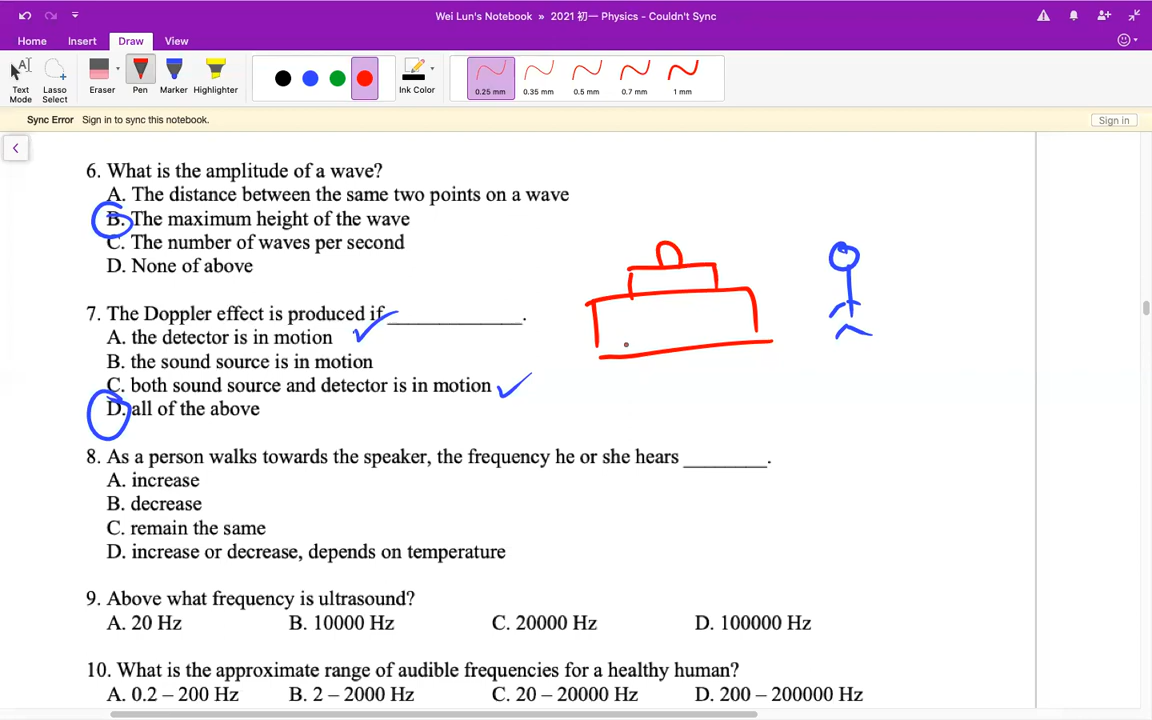 Wei Lun's Notebook » 2021 初一 Physics - Couldn't Sync
Home Insert Draw View
Text Mode Lasso Select Eraser Pen Marker Highlighter Ink Color 0.25 mm 0.35 mm 0.5 mm 0.7 mm 1 mm
Sync Error Sign in to sync this notebook. Sign in
6. What is the amplitude of a wave?
A. The distance between the same two points on a wave
B. The maximum height of the wave
C. The number of waves per second
D. None of above
7. The Doppler effect is produced if ______________.
A. the detector is in motion
B. the sound source is in motion
C. both sound source and detector is in motion
D. all of the above
8. As a person walks towards the speaker, the frequency he or she hears ________.
A. increase
B. decrease
C. remain the same
D. increase or decrease, depends on temperature
9. Above what frequency is ultrasound?
A. 20 Hz B. 10000 Hz C. 20000 Hz D. 100000 Hz
10. What is the approximate range of audible frequencies for a healthy human?
A. 0.2 – 200 Hz B. 2 – 2000 Hz C. 20 – 20000 Hz D. 200 – 200000 Hz